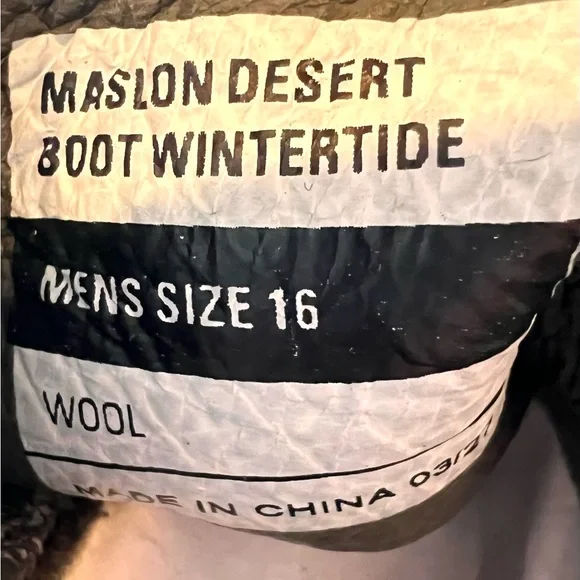 MASLON DESERT
BOOT WINTERTIDE
MENS SIZE 16
WOOL
MADE IN CHINA